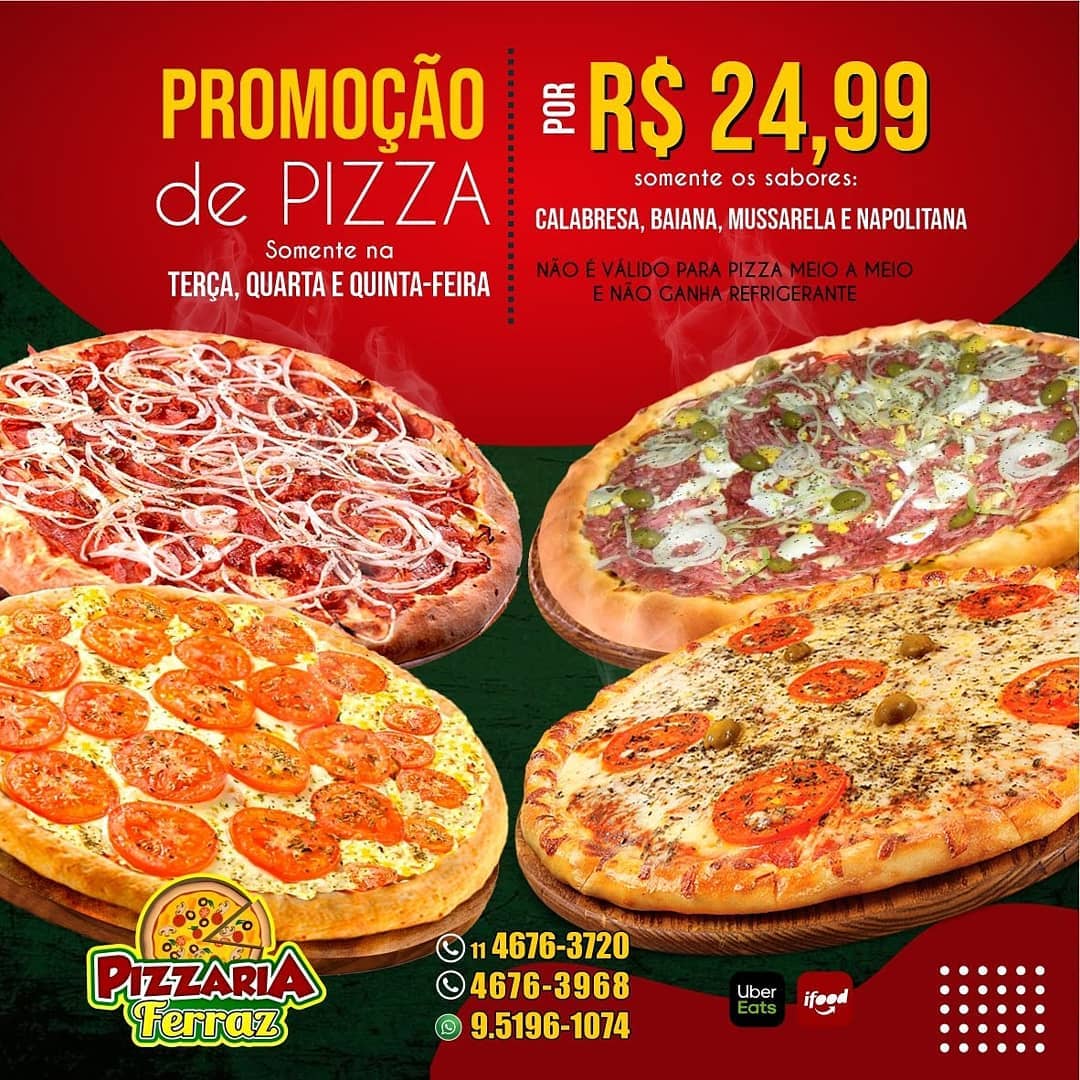 PROMOÇÃO
de PIZZA
Somente na
TERÇA, QUARTA E QUINTA-FEIRA
POR R$ 24,99
somente os sabores:
CALABRESA, BAIANA, MUSSARELA E NAPOLITANA
NÃO É VÁLIDO PARA PIZZA MEIO A MEIO
E NÃO GANHA REFRIGERANTE
PIZZARIA
Ferraz
11 4676-3720
4676-3968
9.5196-1074
Uber
Eats
ifood